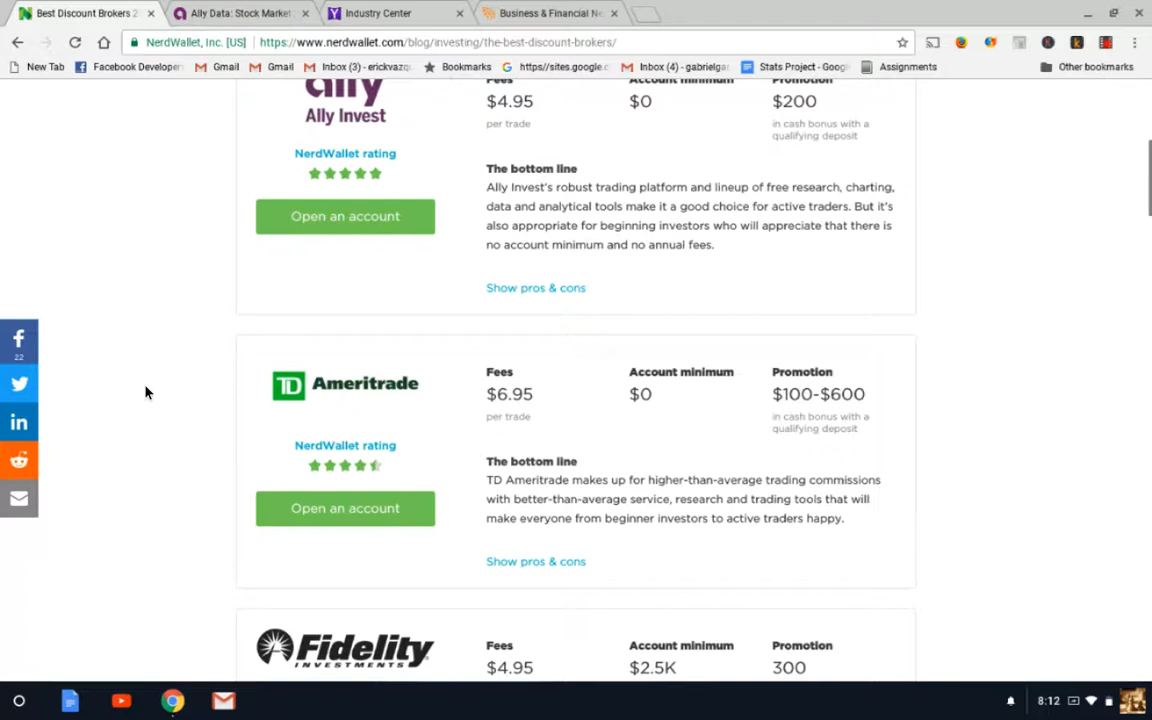 Best Discount Brokers 2
Ally Data: Stock Market
Industry Center
Business & Financial Ne
NerdWallet, Inc. [US]
https://www.nerdwallet.com/blog/investing/the-best-discount-brokers/
New Tab
Facebook Developer
Gmail
Gmail
Inbox (3) - erickvazq
Bookmarks
https//sites.google.c
Inbox (4) - gabrielga
Stats Project - Goog
Assignments
Other bookmarks
ally
Ally Invest
NerdWallet rating
Open an account
Fees
$4.95
per trade
Account minimum
$0
Promotion
$200
in cash bonus with a
qualifying deposit
The bottom line
Ally Invest's robust trading platform and lineup of free research, charting,
data and analytical tools make it a good choice for active traders. But it's
also appropriate for beginning investors who will appreciate that there is
no account minimum and no annual fees.
Show pros & cons
22
TD Ameritrade
NerdWallet rating
Open an account
Fees
$6.95
per trade
Account minimum
$0
Promotion
$100-$600
in cash bonus with a
qualifying deposit
The bottom line
TD Ameritrade makes up for higher-than-average trading commissions
with better-than-average service, research and trading tools that will
make everyone from beginner investors to active traders happy.
Show pros & cons
Fidelity
INVESTMENTS
Fees
$4.95
Account minimum
$2.5K
Promotion
300
8:12